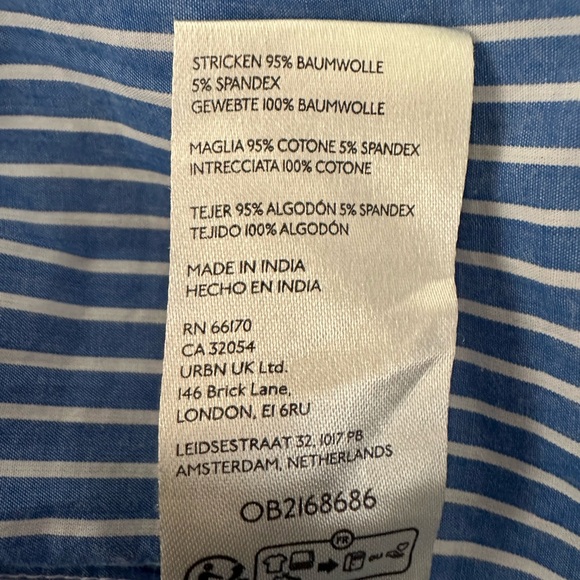 STRICKEN 95% BAUMWOLLE
5% SPANDEX
GEWEBTE 100% BAUMWOLLE
MAGLIA 95% COTONE 5% SPANDEX
INTRECCIATA 100% COTONE
TEJER 95% ALGODÓN 5% SPANDEX
TEJIDO 100% ALGODÓN
MADE IN INDIA
HECHO EN INDIA
RN 66170
CA 32054
URBN UK Ltd.
146 Brick Lane,
LONDON, E1 6RU
LEIDSESTRAAT 32, 1017 PB
AMSTERDAM, NETHERLANDS
OB2168686
FR
OU